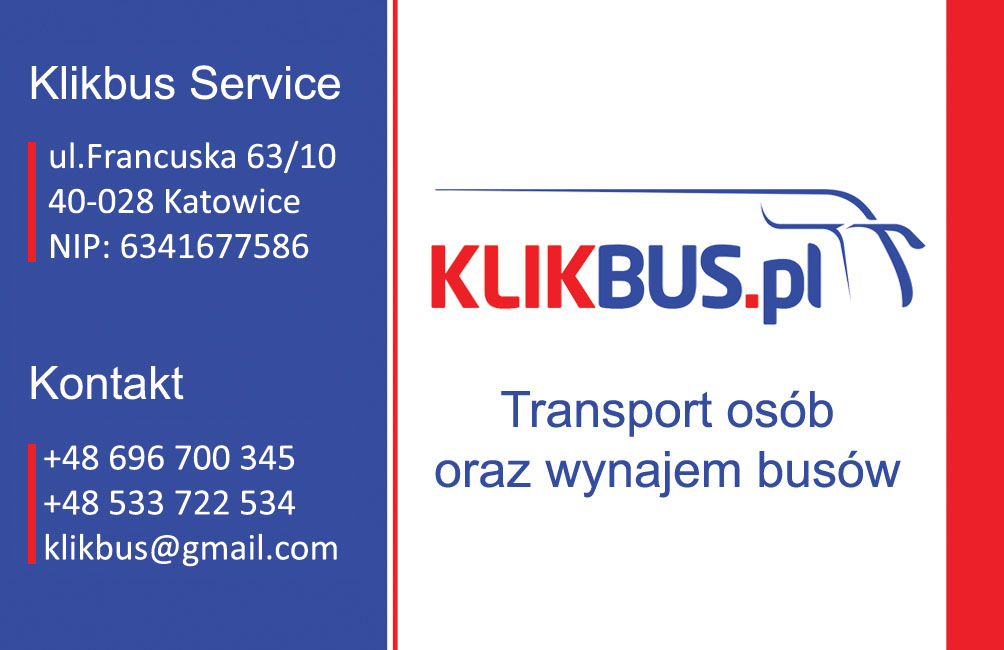 Klikbus Service
ul.Francuska 63/10
40-028 Katowice
NIP: 6341677586
Kontakt
+48 696 700 345
+48 533 722 534
klikbus@gmail.com
KLIKBUS.pl
Transport osób
oraz wynajem busów